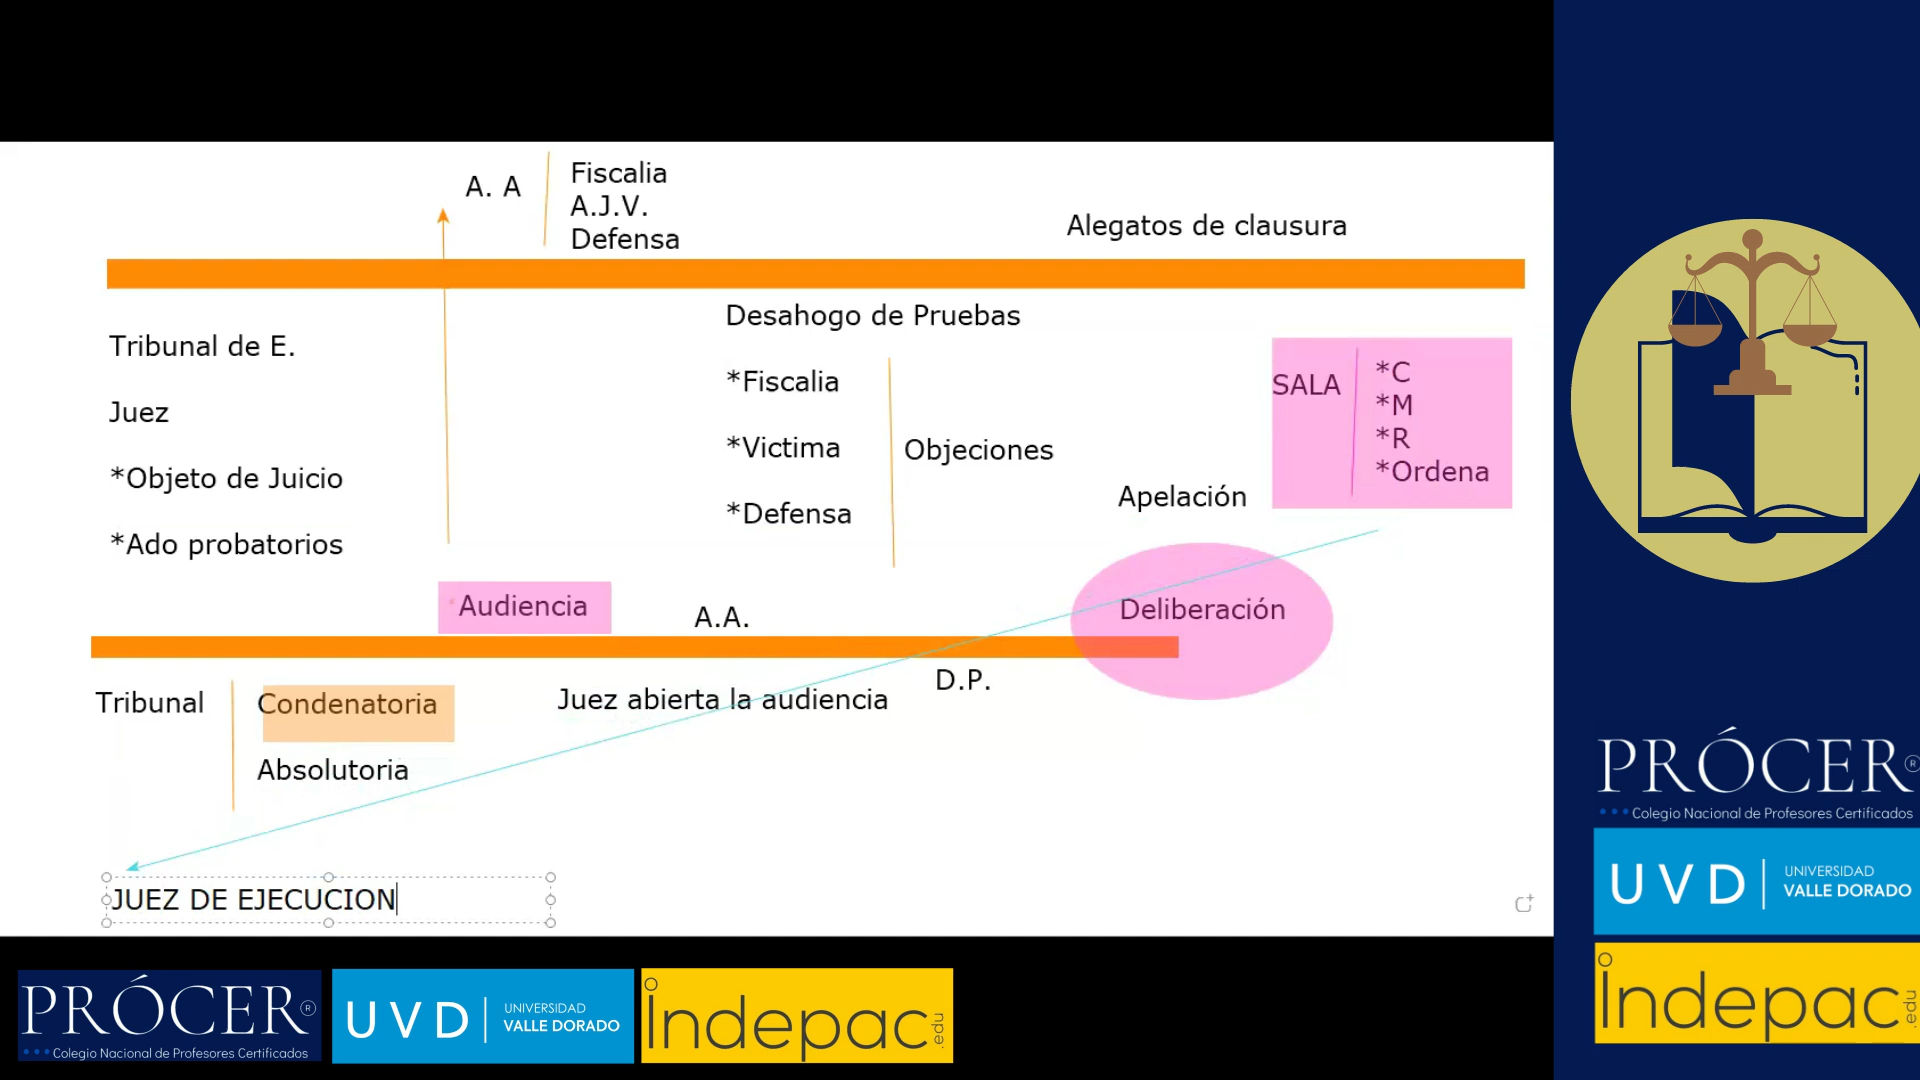 A. A
Fiscalia
A.J.V.
Defensa
Alegatos de clausura
Tribunal de E.
Juez
*Objeto de Juicio
*Ado probatorios
Desahogo de Pruebas
*Fiscalia
*Victima
*Defensa
Objeciones
Apelación
SALA
*C
*M
*R
*Ordena
Audiencia
A.A.
Deliberación
Tribunal
Condenatoria
Absolutoria
Juez abierta la audiencia
D.P.
JUEZ DE EJECUCION
PRÓCER®
Colegio Nacional de Profesores Certificados
UVD
UNIVERSIDAD
VALLE DORADO
Indepac.edu
PRÓCER®
Colegio Nacional de Profesores Certificados
UVD
UNIVERSIDAD
VALLE DORADO
Indepac.edu